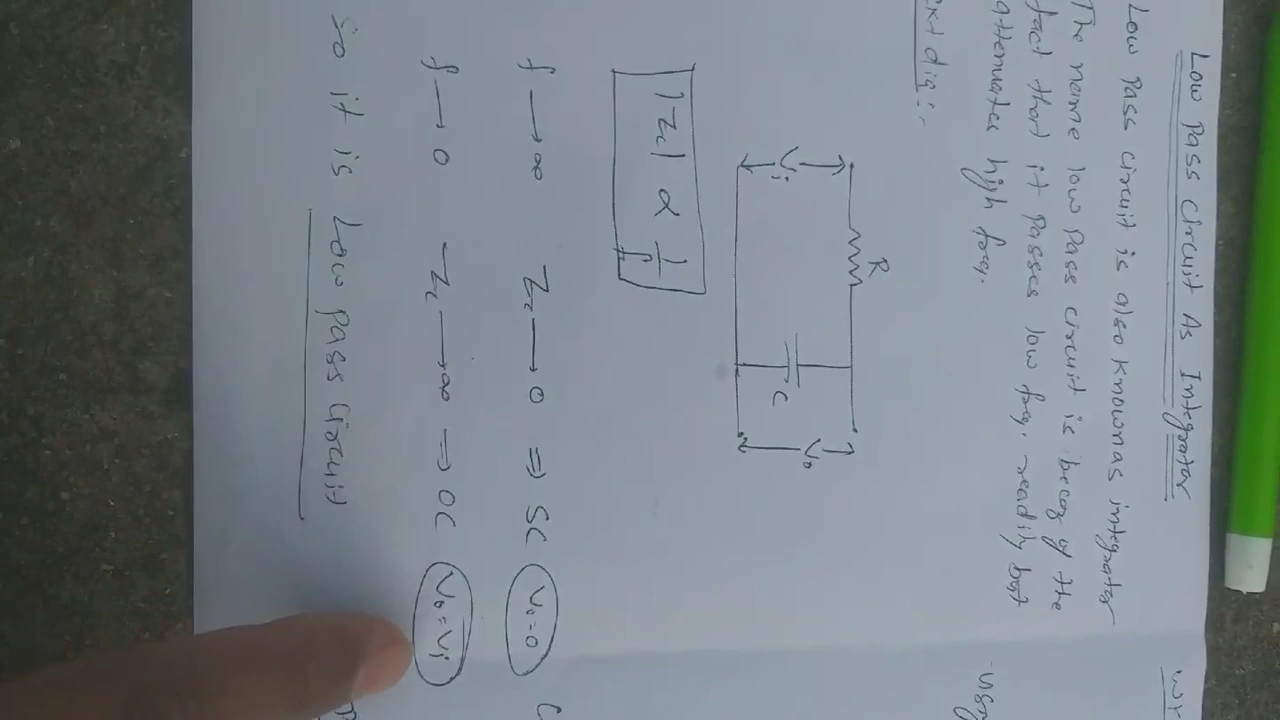 Low Pass Circuit As Integrator
Low pass circuit is also known as integrator
The name low pass circuit is becoz of the
fact that it passes low freq. readily but
attenuates high freq.
ckt dig:-
R
Vi
C
Vo
|Zc| α 1/f
f → ∞ Zc → 0 ⇒ SC Vo=0
f → 0 Zc → ∞ ⇒ OC Vo=Vi
So it is Low pass Circuit